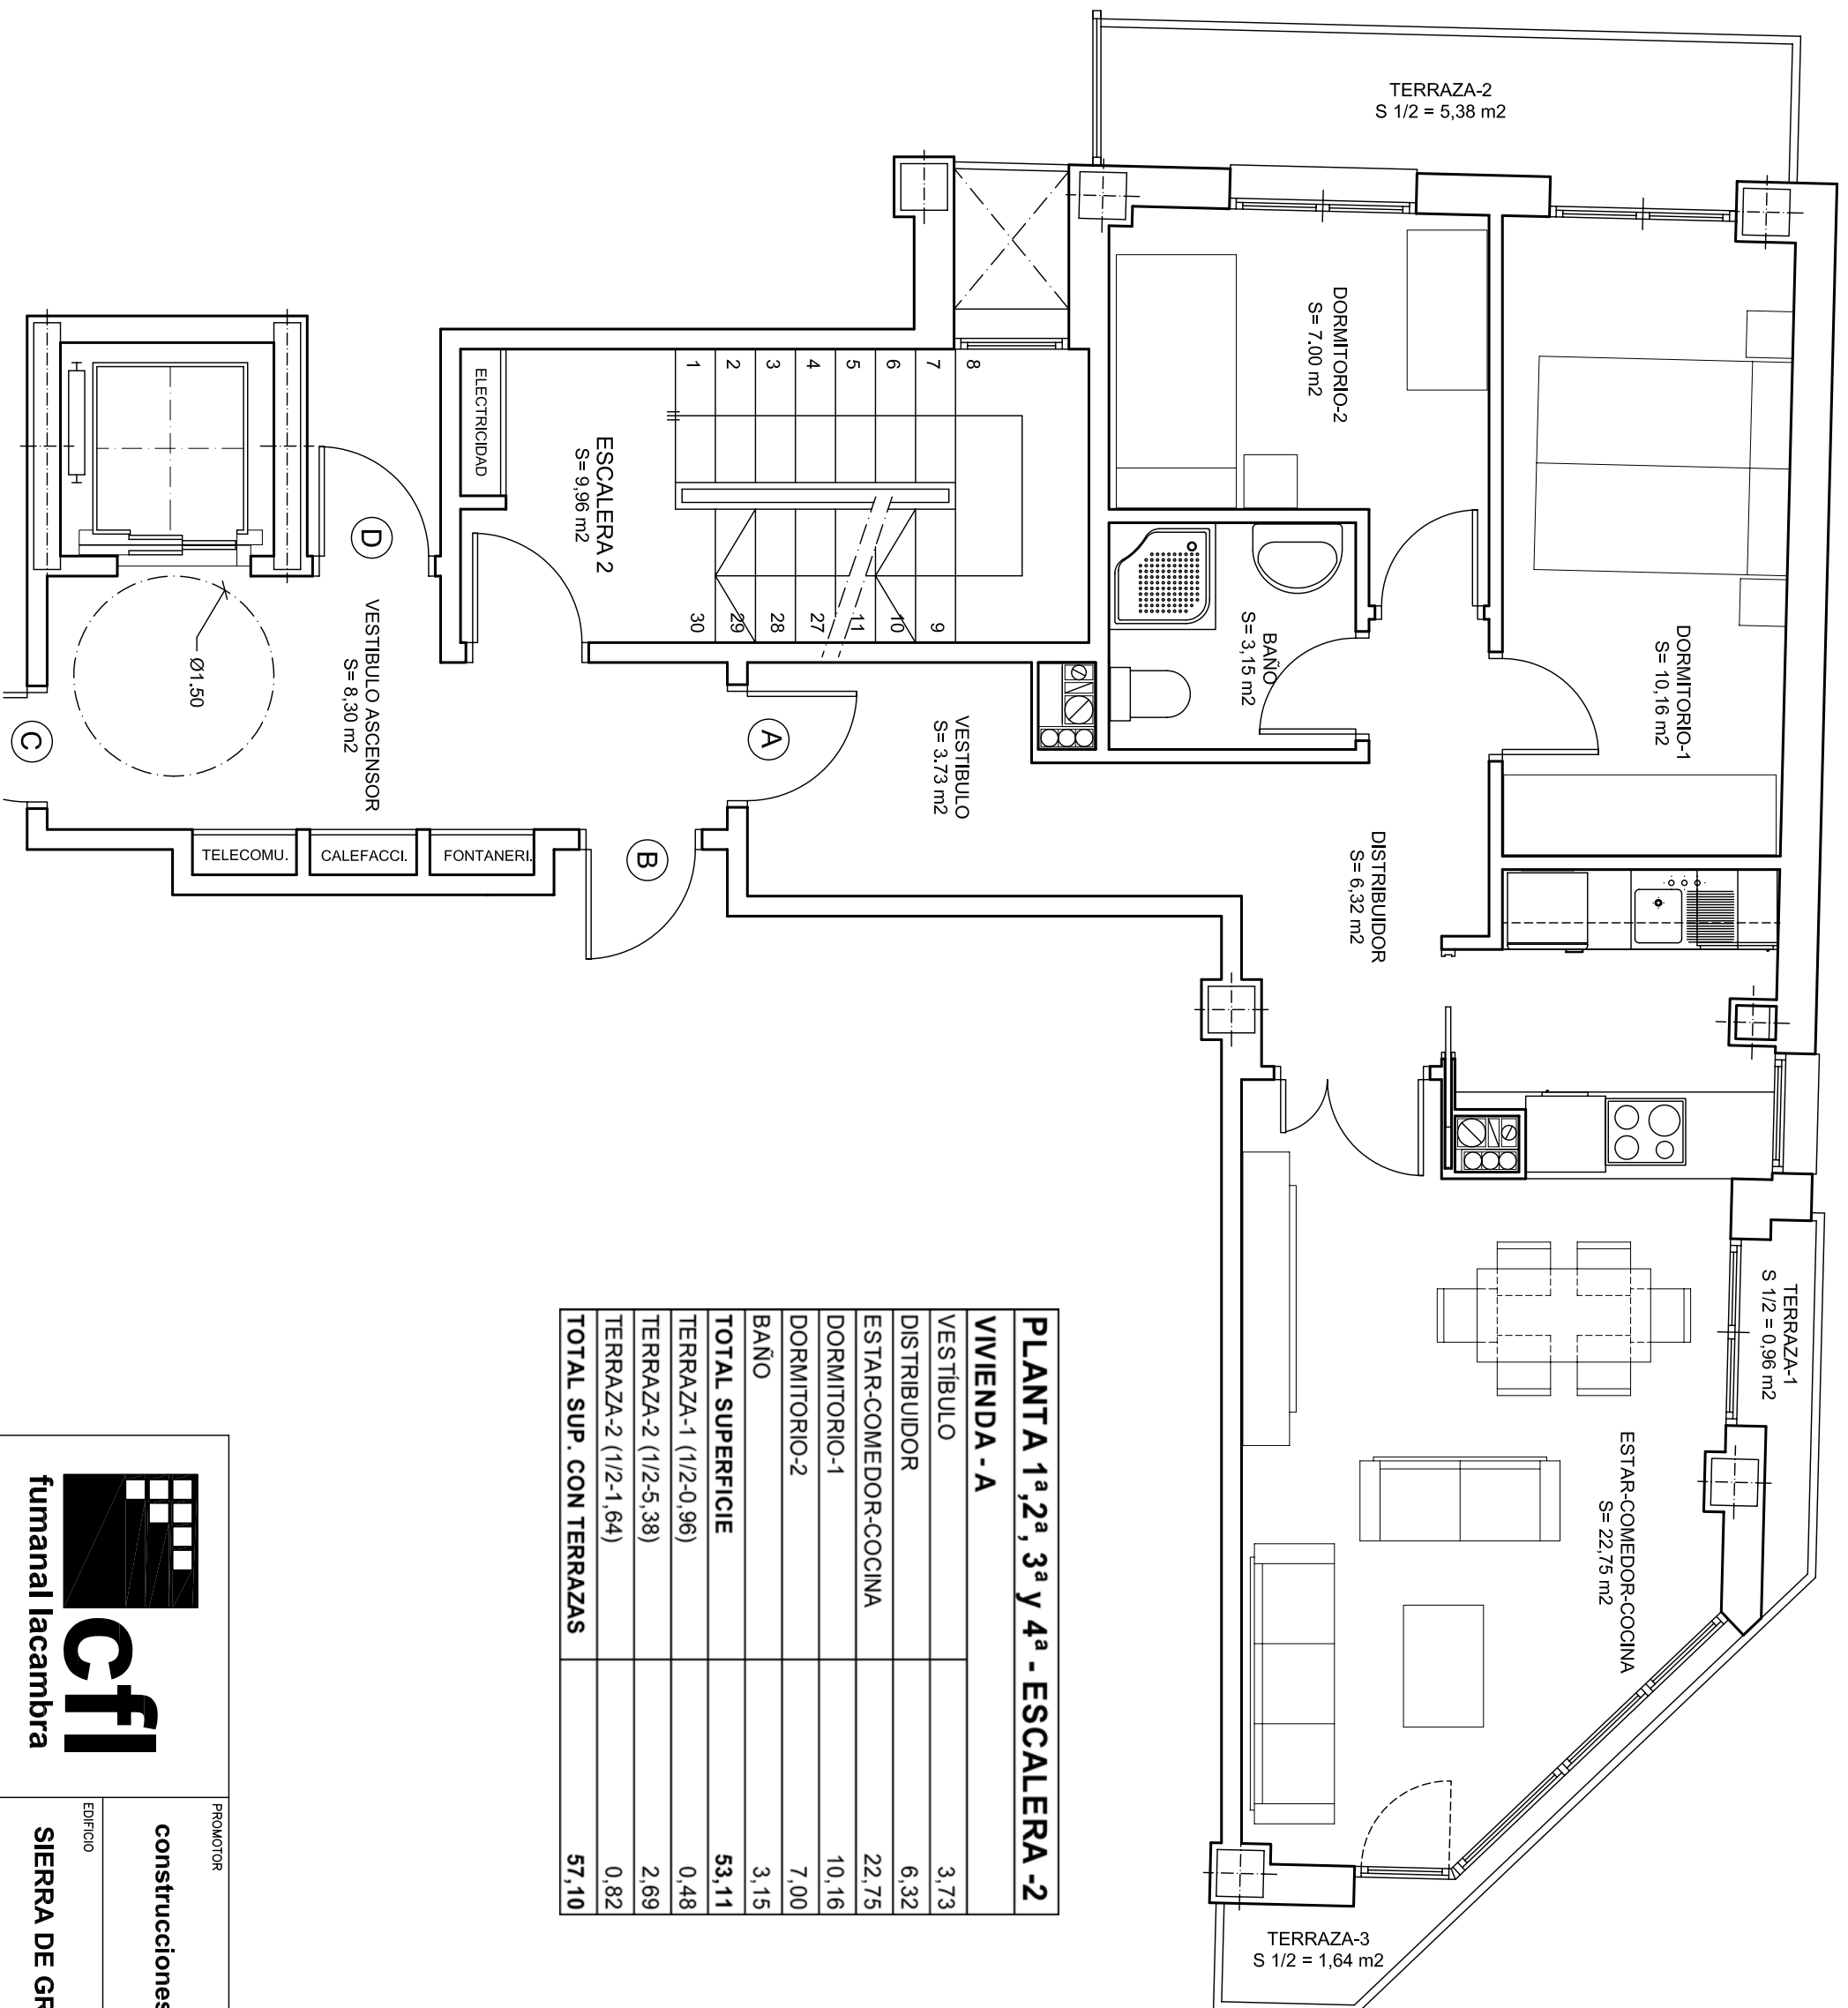 TERRAZA-2
S 1/2 = 5,38 m2
DORMITORIO-2
S= 7.00 m2
DORMITORIO-1
S= 10,16 m2
BAÑO
S= 3,15 m2
ESCALERA 2
S= 9,96 m2
ELECTRICIDAD
1
2
3
4
5
6
7
8
9
10
11
27
28
29
30
VESTIBULO ASCENSOR
S= 8,30 m2
Ø1.50
A
B
C
D
TELECOMU.
CALEFACCI.
FONTANERI.
VESTIBULO
S= 3.73 m2
DISTRIBUIDOR
S= 6,32 m2
TERRAZA-1
S 1/2 = 0,96 m2
ESTAR-COMEDOR-COCINA
S= 22,75 m2
TERRAZA-3
S 1/2 = 1,64 m2
PLANTA 1ª,2ª, 3ª y 4ª - ESCALERA -2
VIVIENDA - A
VESTÍBULO 3,73
DISTRIBUIDOR 6,32
ESTAR-COMEDOR-COCINA 22,75
DORMITORIO-1 10,16
DORMITORIO-2 7,00
BAÑO 3,15
TOTAL SUPERFICIE 53,11
TERRAZA-1 (1/2-0,96) 0,48
TERRAZA-2 (1/2-5,38) 2,69
TERRAZA-2 (1/2-1,64) 0,82
TOTAL SUP. CON TERRAZAS 57,10
cfl
fumanal lacambra
PROMOTOR
construcciones
EDIFICIO
SIERRA DE GR